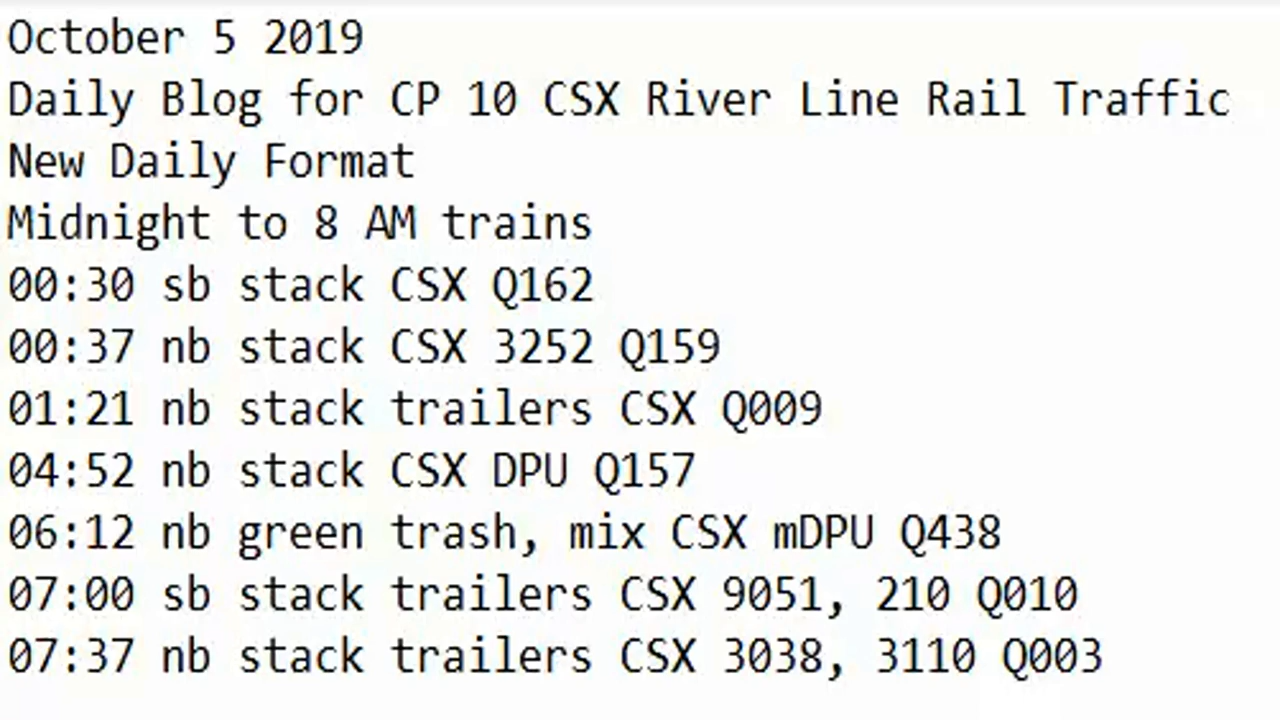 October 5 2019
Daily Blog for CP 10 CSX River Line Rail Traffic
New Daily Format
Midnight to 8 AM trains
00:30 sb stack CSX Q162
00:37 nb stack CSX 3252 Q159
01:21 nb stack trailers CSX Q009
04:52 nb stack CSX DPU Q157
06:12 nb green trash, mix CSX mDPU Q438
07:00 sb stack trailers CSX 9051, 210 Q010
07:37 nb stack trailers CSX 3038, 3110 Q003